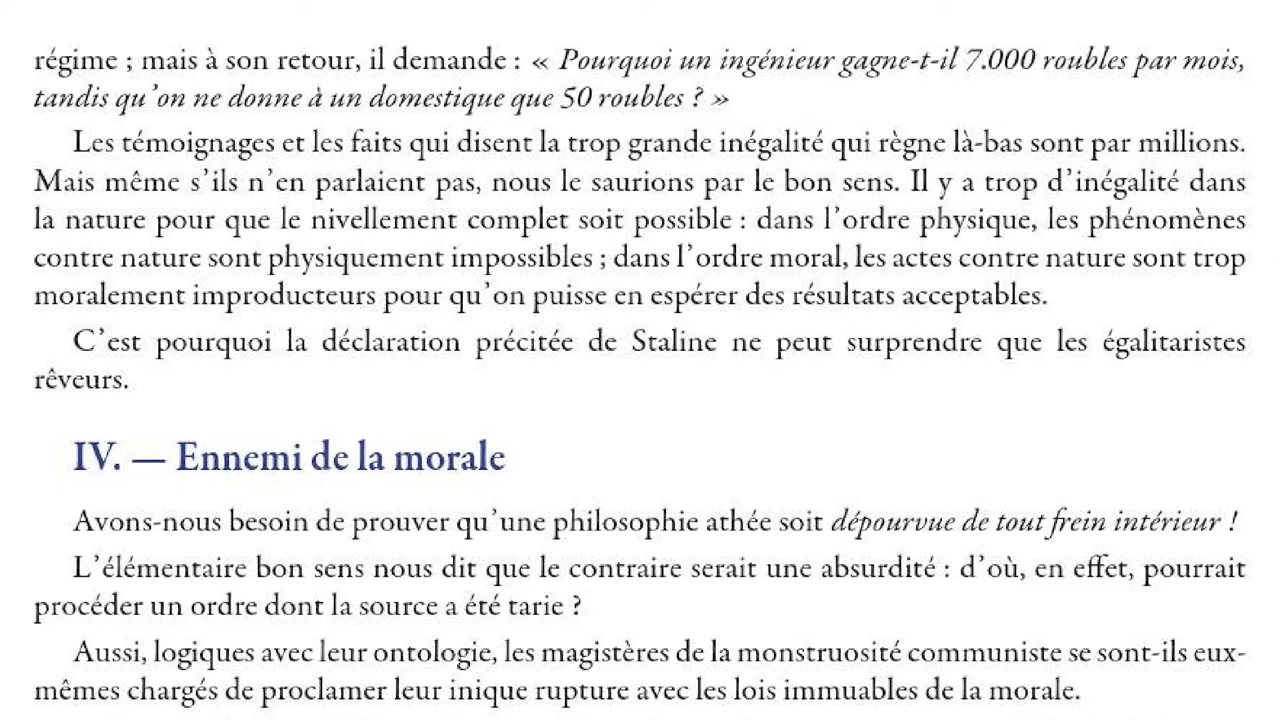 régime ; mais à son retour, il demande : « Pourquoi un ingénieur gagne-t-il 7.000 roubles par mois,
tandis qu’on ne donne à un domestique que 50 roubles ? »
Les témoignages et les faits qui disent la trop grande inégalité qui règne là-bas sont par millions.
Mais même s’ils n’en parlaient pas, nous le saurions par le bon sens. Il y a trop d’inégalité dans
la nature pour que le nivellement complet soit possible : dans l’ordre physique, les phénomènes
contre nature sont physiquement impossibles ; dans l’ordre moral, les actes contre nature sont trop
moralement improducteurs pour qu’on puisse en espérer des résultats acceptables.
C’est pourquoi la déclaration précitée de Staline ne peut surprendre que les égalitaristes
rêveurs.
IV. — Ennemi de la morale
Avons-nous besoin de prouver qu’une philosophie athée soit dépourvue de tout frein intérieur !
L’élémentaire bon sens nous dit que le contraire serait une absurdité : d’où, en effet, pourrait
procéder un ordre dont la source a été tarie ?
Aussi, logiques avec leur ontologie, les magistères de la monstruosité communiste se sont-ils eux-
mêmes chargés de proclamer leur inique rupture avec les lois immuables de la morale.